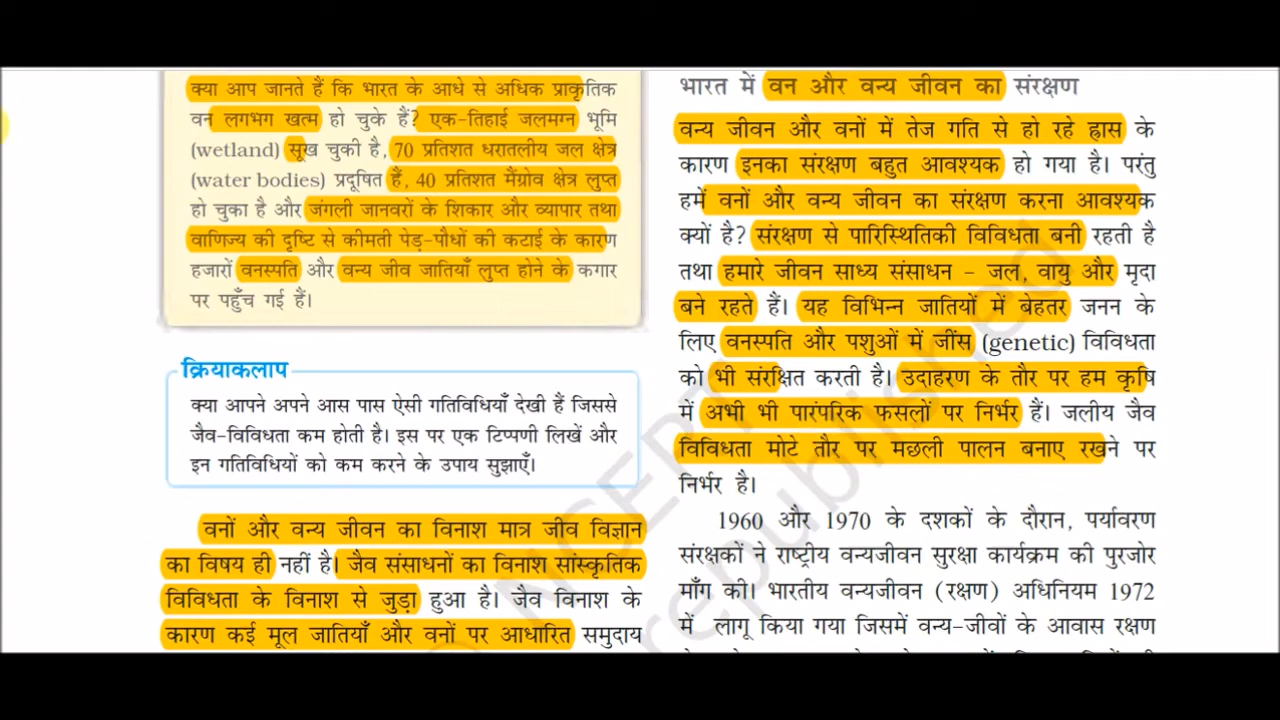 क्या आप जानते हैं कि भारत के आधे से अधिक प्राकृतिक
वन लगभग खत्म हो चुके हैं? एक-तिहाई जलमग्न भूमि
(wetland) सूख चुकी है, 70 प्रतिशत धरातलीय जल क्षेत्र
(water bodies) प्रदूषित हैं, 40 प्रतिशत मैंग्रोव क्षेत्र लुप्त
हो चुका है और जंगली जानवरों के शिकार और व्यापार तथा
वाणिज्य की दृष्टि से कीमती पेड़-पौधों की कटाई के कारण
हजारों वनस्पति और वन्य जीव जातियाँ लुप्त होने के कगार
पर पहुँच गई हैं।
क्रियाकलाप
क्या आपने अपने आस पास ऐसी गतिविधियाँ देखी हैं जिससे
जैव-विविधता कम होती है। इस पर एक टिप्पणी लिखें और
इन गतिविधियों को कम करने के उपाय सुझाएँ।
वनों और वन्य जीवन का विनाश मात्र जीव विज्ञान
का विषय ही नहीं है। जैव संसाधनों का विनाश सांस्कृतिक
विविधता के विनाश से जुड़ा हुआ है। जैव विनाश के
कारण कई मूल जातियाँ और वनों पर आधारित समुदाय
भारत में वन और वन्य जीवन का संरक्षण
वन्य जीवन और वनों में तेज गति से हो रहे ह्रास के
कारण इनका संरक्षण बहुत आवश्यक हो गया है। परंतु
हमें वनों और वन्य जीवन का संरक्षण करना आवश्यक
क्यों है? संरक्षण से पारिस्थितिकी विविधता बनी रहती है
तथा हमारे जीवन साध्य संसाधन - जल, वायु और मृदा
बने रहते हैं। यह विभिन्न जातियों में बेहतर जनन के
लिए वनस्पति और पशुओं में जींस (genetic) विविधता
को भी संरक्षित करती है। उदाहरण के तौर पर हम कृषि
में अभी भी पारंपरिक फसलों पर निर्भर हैं। जलीय जैव
विविधता मोटे तौर पर मछली पालन बनाए रखने पर
निर्भर है।
1960 और 1970 के दशकों के दौरान, पर्यावरण
संरक्षकों ने राष्ट्रीय वन्यजीवन सुरक्षा कार्यक्रम की पुरजोर
माँग की। भारतीय वन्यजीवन (रक्षण) अधिनियम 1972
में लागू किया गया जिसमें वन्य-जीवों के आवास रक्षण
NCERT
republished